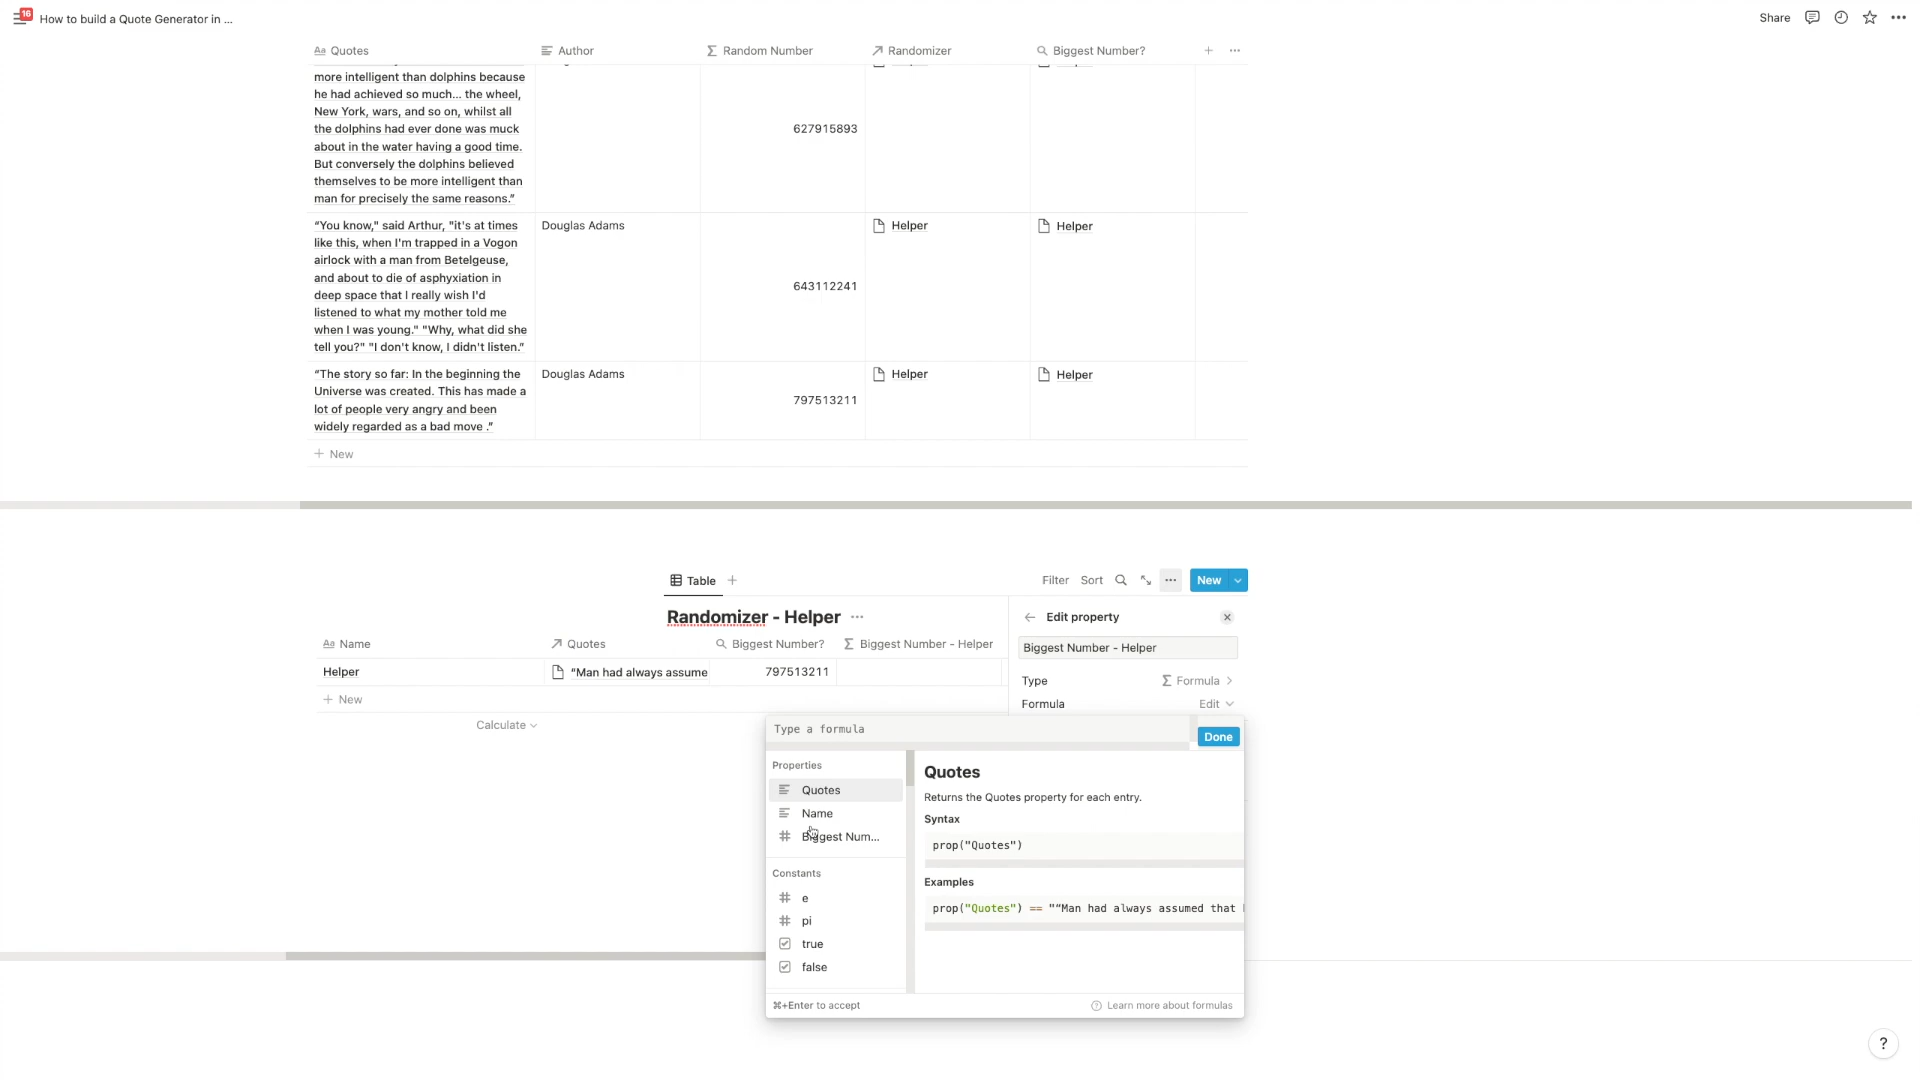 16
How to build a Quote Generator in ...
Share
Quotes
Author
Random Number
Randomizer
Biggest Number?
more intelligent than dolphins because
he had achieved so much... the wheel,
New York, wars, and so on, whilst all
the dolphins had ever done was muck
about in the water having a good time.
But conversely the dolphins believed
themselves to be more intelligent than
man for precisely the same reasons.”
627915893
“You know," said Arthur, "it's at times
like this, when I'm trapped in a Vogon
airlock with a man from Betelgeuse,
and about to die of asphyxiation in
deep space that I really wish I'd
listened to what my mother told me
when I was young." "Why, what did she
tell you?" "I don't know, I didn't listen.”
Douglas Adams
643112241
Helper
Helper
“The story so far: In the beginning the
Universe was created. This has made a
lot of people very angry and been
widely regarded as a bad move .”
Douglas Adams
797513211
Helper
Helper
+ New
Table
Filter
Sort
New
Randomizer - Helper
Name
Quotes
Biggest Number?
Biggest Number - Helper
Helper
“Man had always assume
797513211
+ New
Calculate
Edit property
Biggest Number - Helper
Type
Formula
Formula
Edit
Type a formula
Done
Properties
Quotes
Name
Biggest Num...
Constants
e
pi
true
false
Quotes
Returns the Quotes property for each entry.
Syntax
prop("Quotes")
Examples
prop("Quotes") == "“Man had always assumed that
⌘+Enter to accept
Learn more about formulas
?